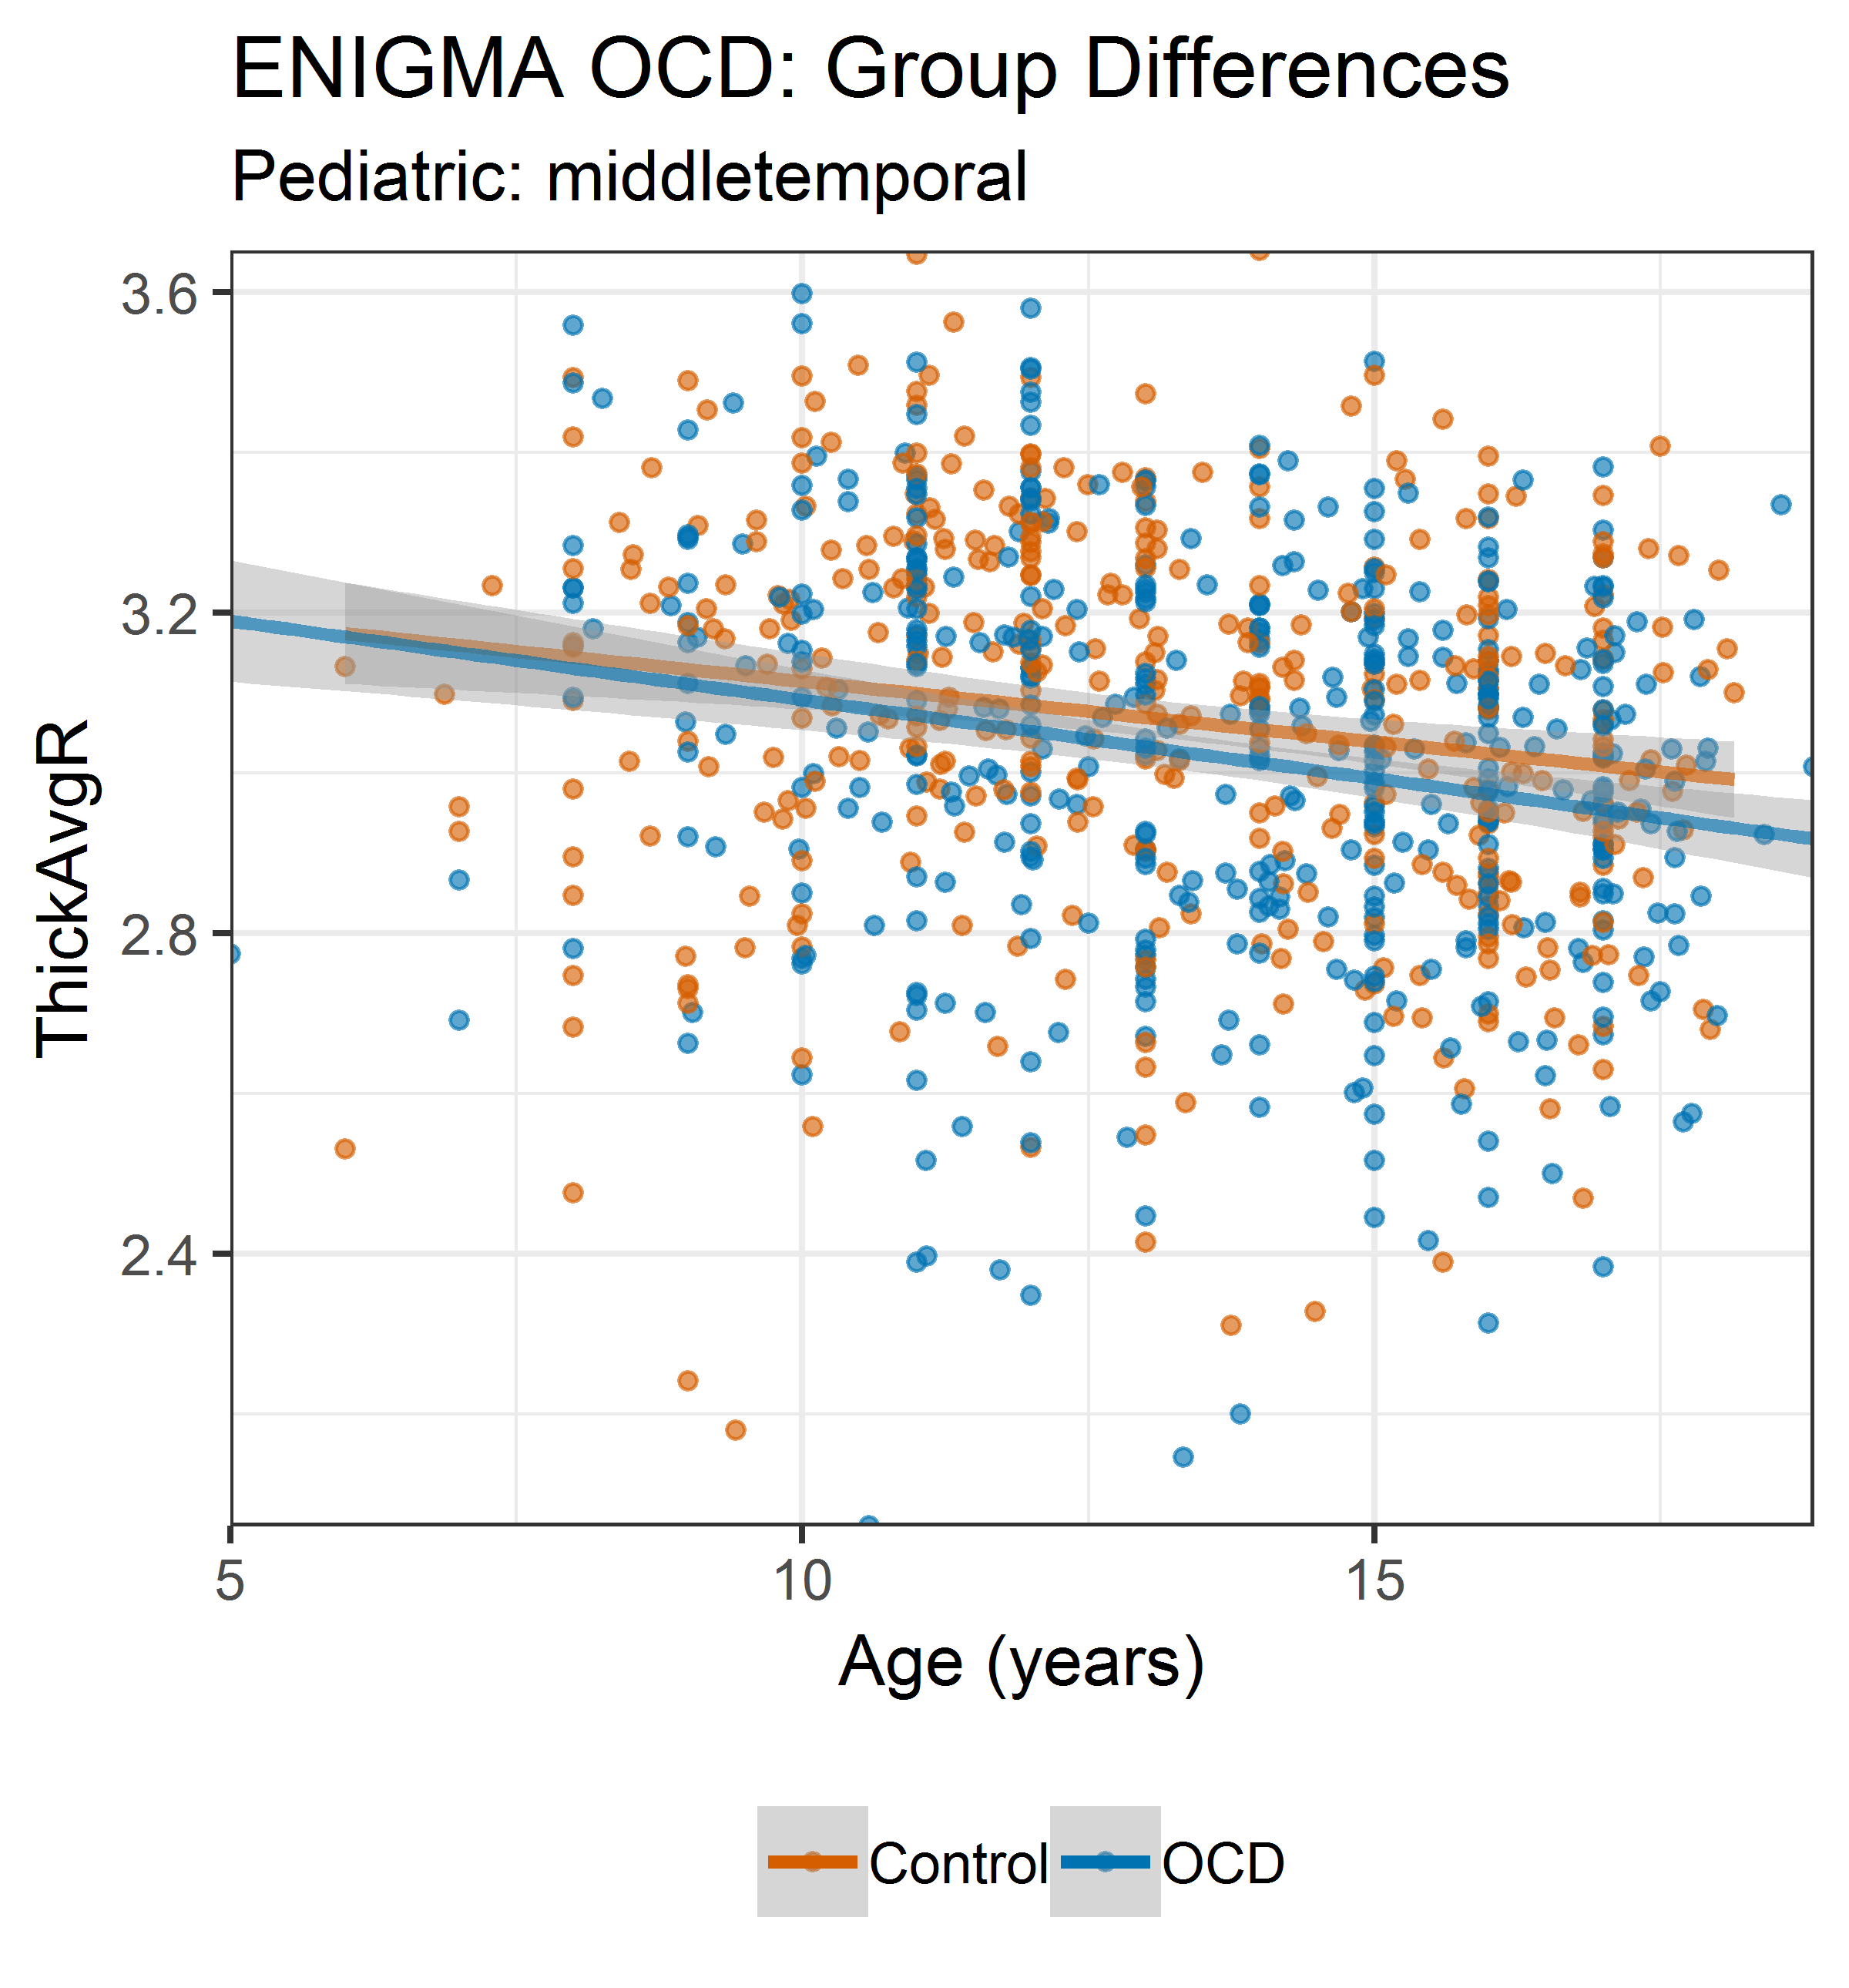 ENIGMA OCD: Group Differences
Pediatric: middletemporal
3.6
3.2
2.8
2.4
ThickAvgR
5 10 15
Age (years)
Control OCD